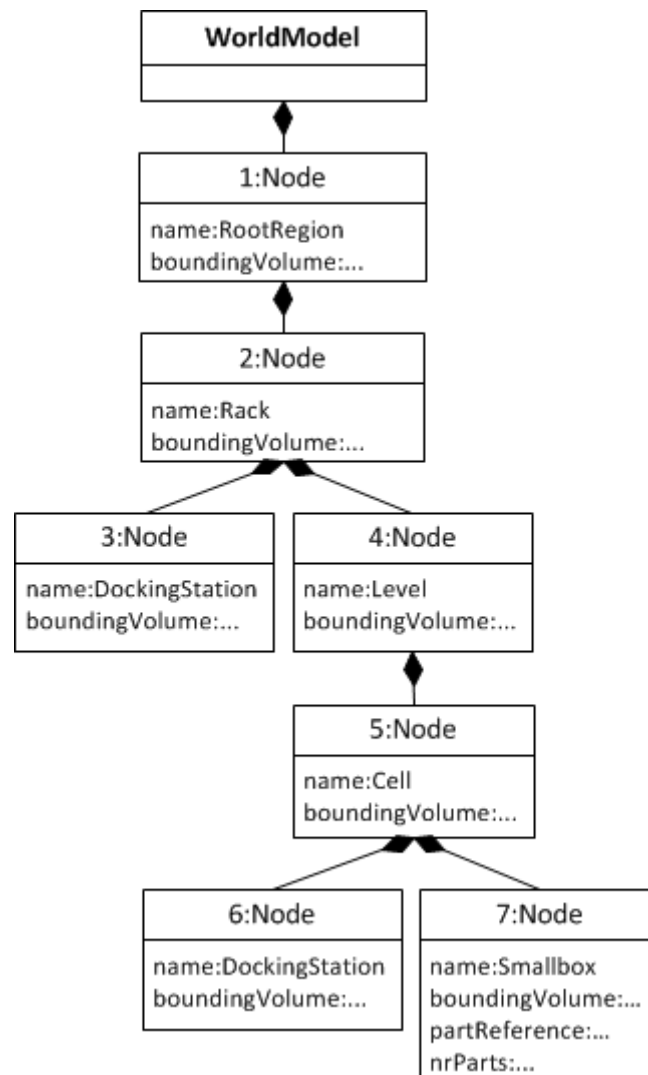 WorldModel
1:Node
name:RootRegion
boundingVolume:...
2:Node
name:Rack
boundingVolume:...
3:Node
name:DockingStation
boundingVolume:...
4:Node
name:Level
boundingVolume:...
5:Node
name:Cell
boundingVolume:...
6:Node
name:DockingStation
boundingVolume:...
7:Node
name:Smallbox
boundingVolume:...
partReference:...
nrParts:...